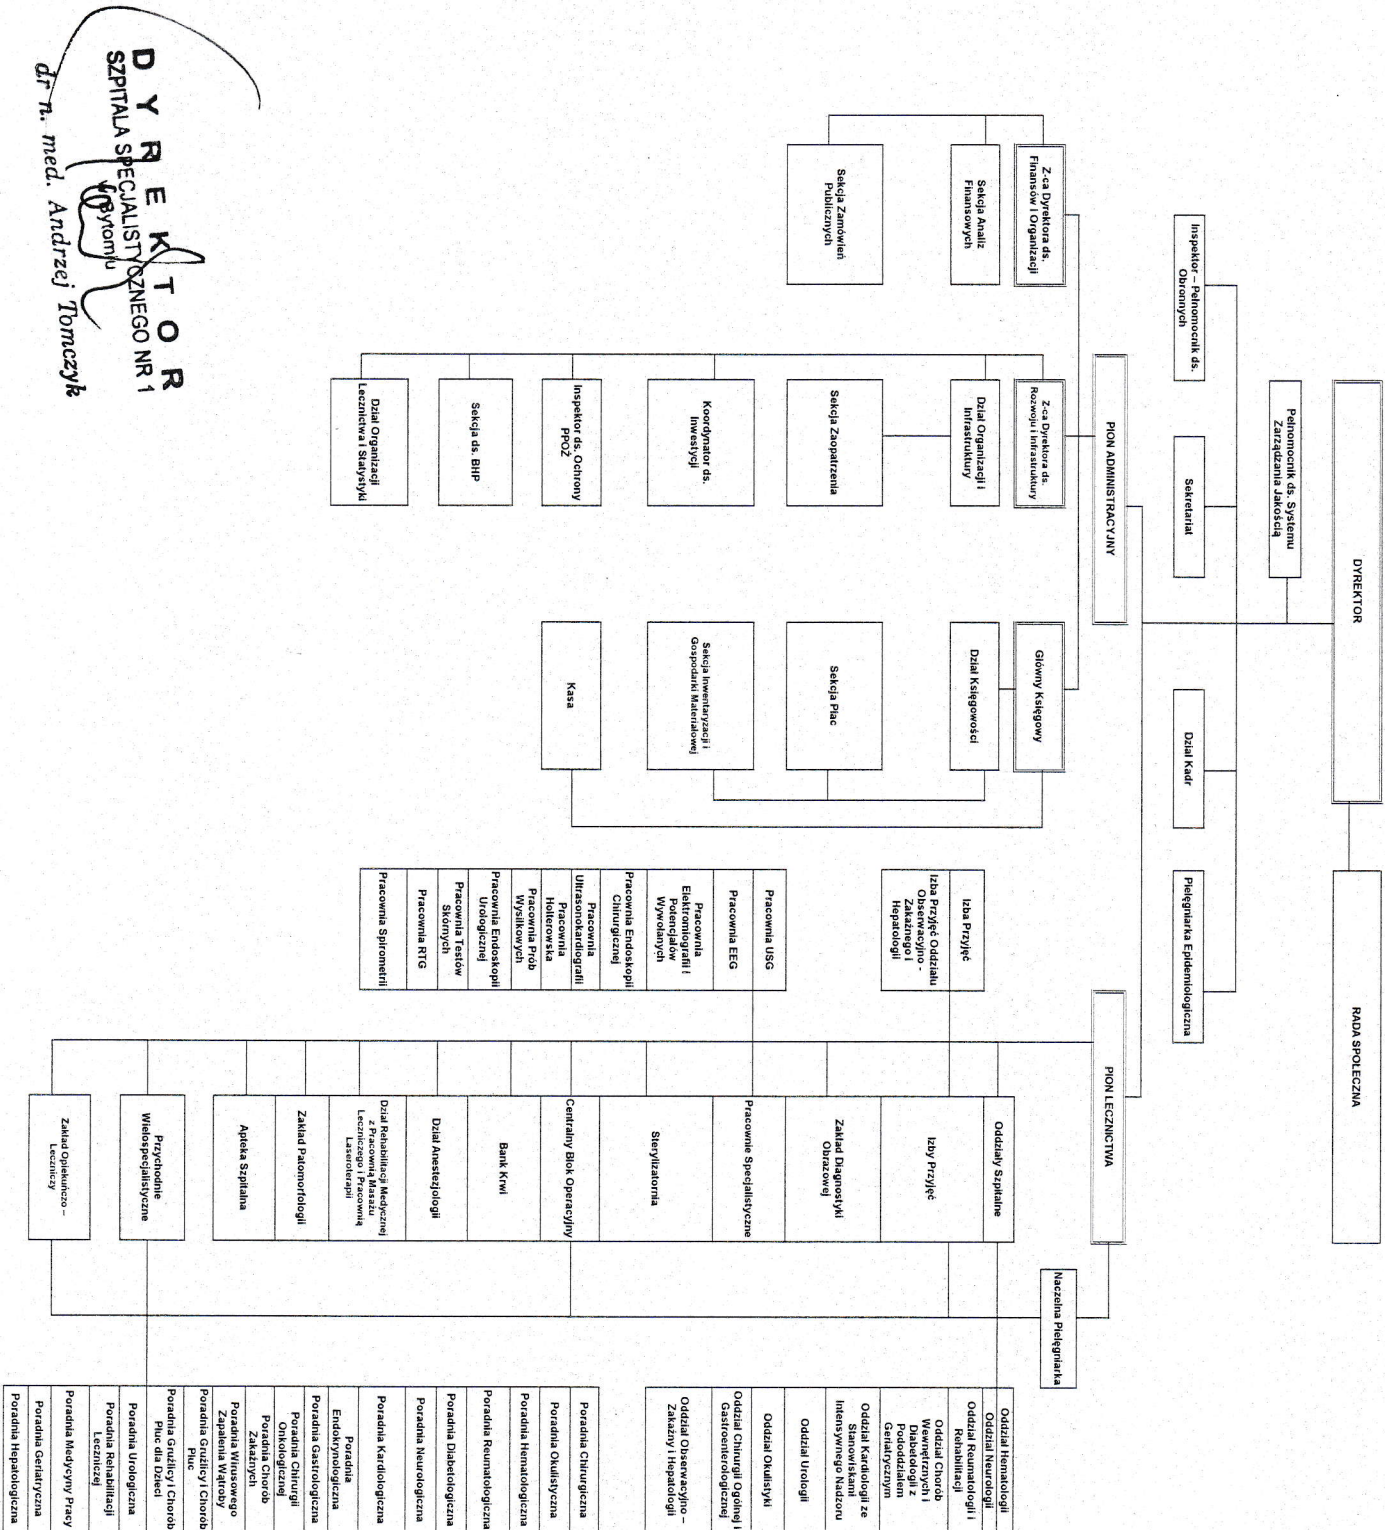 DYREKTOR
RADA SPOŁECZNA
Pełnomocnik ds. Systemu
Zarządzania Jakością
Inspektor – Pełnomocnik ds.
Obronnych
Sekretariat
Dział Kadr
Pielęgniarka Epidemiologiczna
PION ADMINISTRACYJNY
PION LECZNICTWA
Naczelna Pielęgniarka
Z-ca Dyrektora ds.
Finansów i Organizacji
Sekcja Analiz
Finansowych
Sekcja Zamówień
Publicznych
Z-ca Dyrektora ds.
Rozwoju i Infrastruktury
Dział Organizacji i
Infrastruktury
Sekcja Zaopatrzenia
Koordynator ds.
Inwestycji
Inspektor ds. Ochrony
PPOŻ
Sekcja ds. BHP
Dział Organizacji
Lecznictwa i Statystyki
Główny Księgowy
Dział Księgowości
Sekcja Płac
Sekcja Inwentaryzacji i
Gospodarki Materiałowej
Kasa
Izba Przyjęć
Izba Przyjęć Oddziału
Obserwacyjno -
Zakaźnego i
Hepatologii
Pracownia USG
Pracownia EEG
Pracownia
Elektromiografii i
Potencjałów
Wywołanych
Pracownia Endoskopii
Chirurgicznej
Pracownia
Ultrasonokardiografii
Pracownia
Holterowska
Pracownia Prób
Wysiłkowych
Pracownia Endoskopii
Urologicznej
Pracownia Testów
Skórnych
Pracownia RTG
Pracownia Spirometrii
Oddziały Szpitalne
Izby Przyjęć
Zakład Diagnostyki
Obrazowej
Pracownie Specjalistyczne
Sterylizatornia
Centralny Blok Operacyjny
Bank Krwi
Dział Anestezjologii
Dział Rehabilitacji Medycznej
z Pracownią Masażu
Leczniczego i Pracownią
Laseroterapii
Zakład Patomorfologii
Apteka Szpitalna
Przychodnie
Wielospecjalistyczne
Zakład Opiekuńczo –
Leczniczy
Oddział Hematologii
Oddział Neurologii
Oddział Reumatologii i
Rehabilitacji
Oddział Chorób
Wewnętrznych i
Diabetologii z
Pododdziałem
Geriatrycznym
Oddział Kardiologii ze
Stanowiskami
Intensywnego Nadzoru
Oddział Urologii
Oddział Okulistyki
Oddział Chirurgii Ogólnej i
Gastroenterologicznej
Oddział Obserwacyjno –
Zakaźny i Hepatologii
Poradnia Chirurgiczna
Poradnia Okulistyczna
Poradnia Hematologiczna
Poradnia Reumatologiczna
Poradnia Diabetologiczna
Poradnia Neurologiczna
Poradnia Kardiologiczna
Poradnia
Endokrynologiczna
Poradnia Gastrologiczna
Poradnia Chirurgii
Onkologicznej
Poradnia Chorób
Zakaźnych
Poradnia Wirusowego
Zapalenia Wątroby
Poradnia Gruźlicy i Chorób
Płuc
Poradnia Gruźlicy i Chorób
Płuc dla Dzieci
Poradnia Urologiczna
Poradnia Rehabilitacji
Leczniczej
Poradnia Medycyny Pracy
Poradnia Geriatryczna
Poradnia Hepatologiczna
DYREKTOR
SZPITALA SPECJALISTYCZNEGO NR 1
w Bytomiu
dr n. med. Andrzej Tomczyk